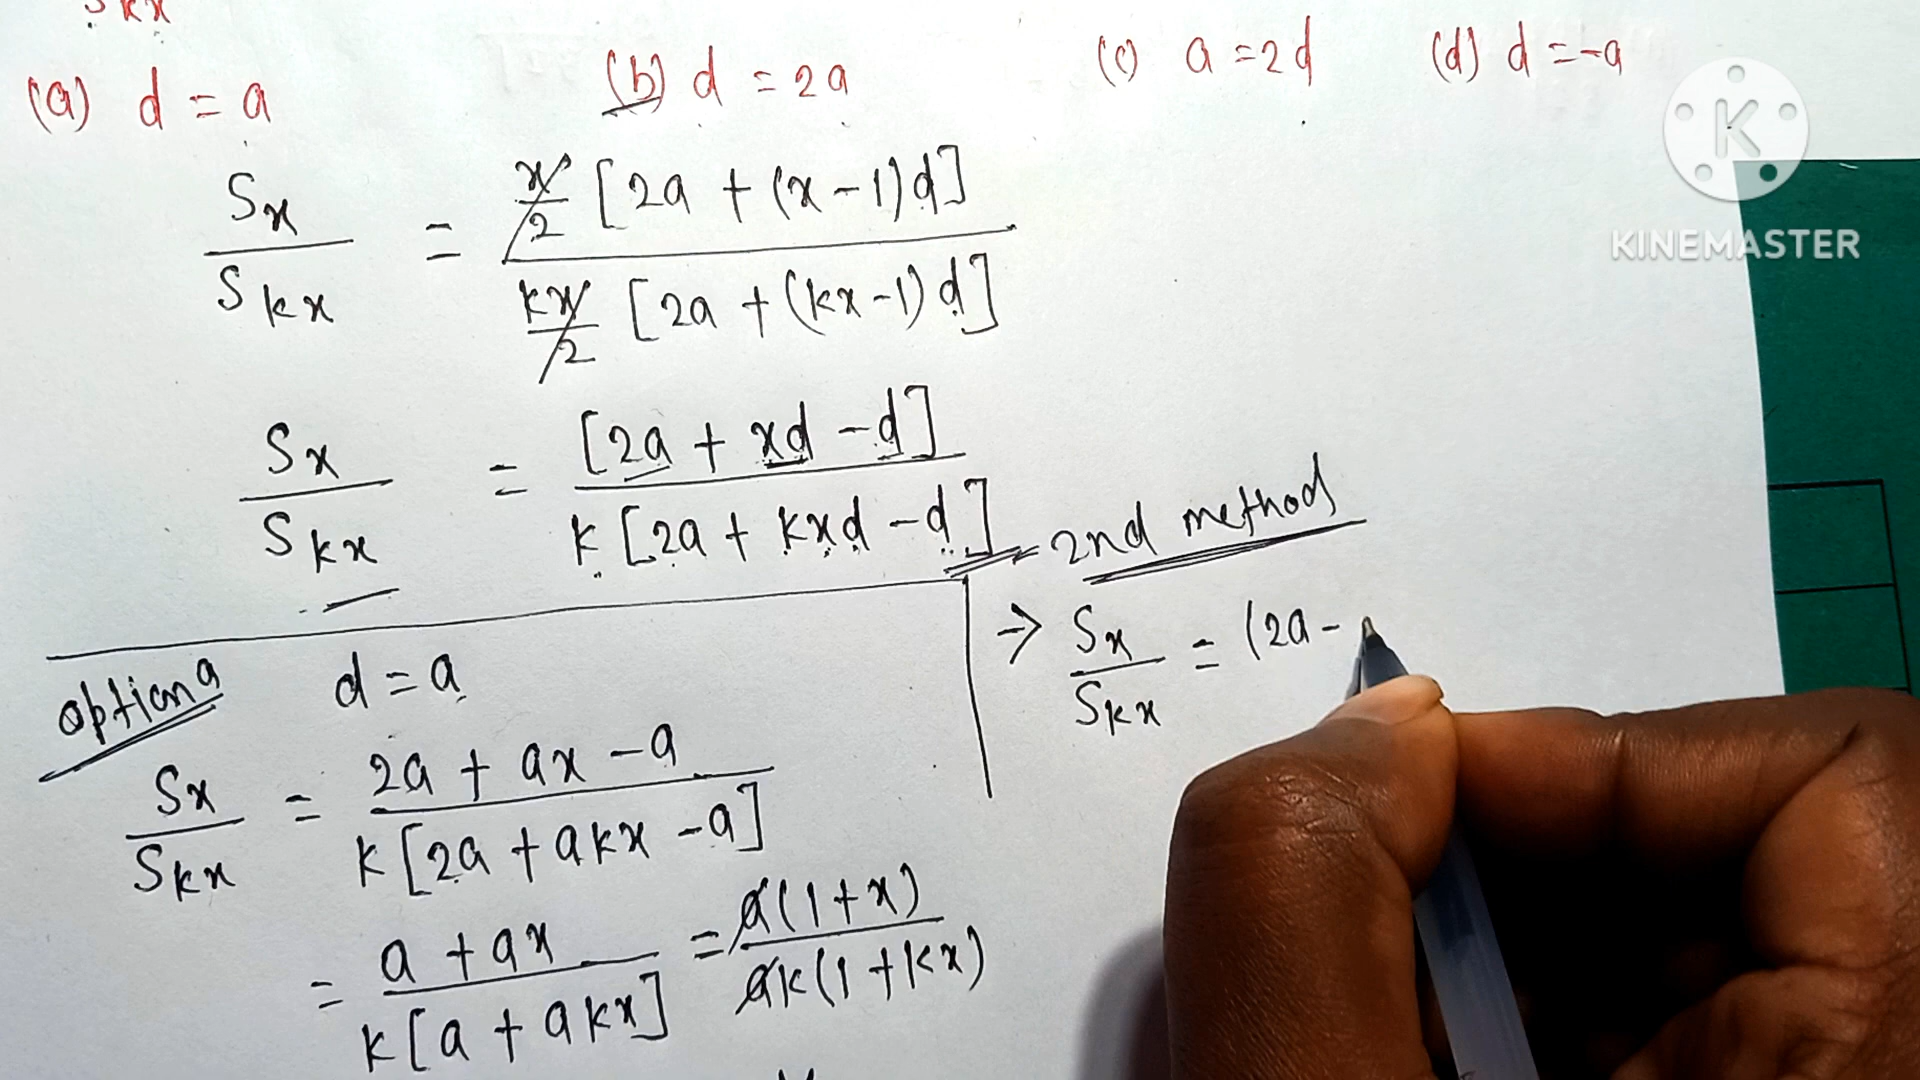 S kx
(a) d = a (b) d = 2a (c) a = 2d (d) d = -a
K
KINEMASTER
Sx / Skx = x/2 [2a + (x-1)d] / kx/2 [2a + (kx-1)d]
Sx / Skx = [2a + xd - d] / k[2a + kxd - d]
2nd method
→ Sx / Skx = (2a -
option a d = a
Sx / Skx = 2a + ax - a / k[2a + akx - a]
= a + ax / k[a + akx] = a(1+x) / ak(1+kx)